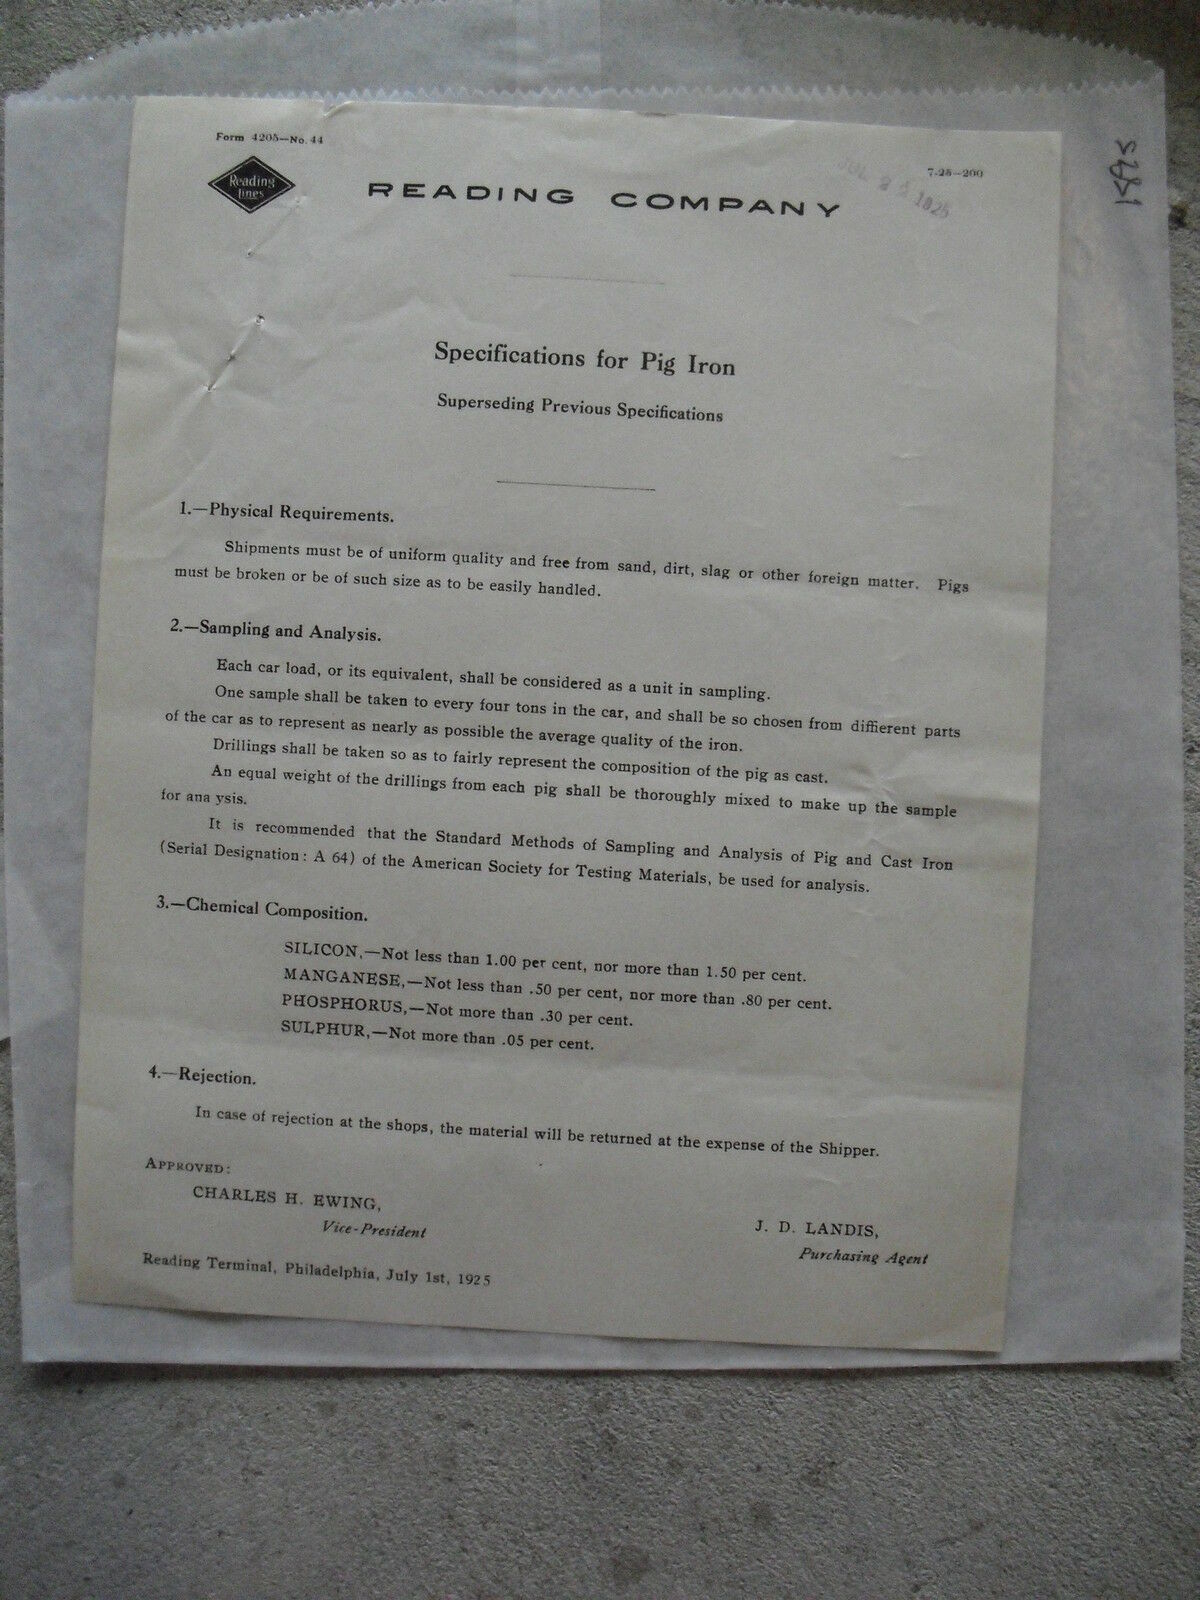 Form 4205—No. 44
7-25—200
1925
Reading
Lines
READING COMPANY
1925
Specifications for Pig Iron
Superseding Previous Specifications
1.—Physical Requirements.
Shipments must be of uniform quality and free from sand, dirt, slag or other foreign matter. Pigs
must be broken or be of such size as to be easily handled.
2.—Sampling and Analysis.
Each car load, or its equivalent, shall be considered as a unit in sampling.
One sample shall be taken to every four tons in the car, and shall be so chosen from different parts
of the car as to represent as nearly as possible the average quality of the iron.
Drillings shall be taken so as to fairly represent the composition of the pig as cast.
An equal weight of the drillings from each pig shall be thoroughly mixed to make up the sample
for ana ysis.
It is recommended that the Standard Methods of Sampling and Analysis of Pig and Cast Iron
(Serial Designation: A 64) of the American Society for Testing Materials, be used for analysis.
3.—Chemical Composition.
SILICON,—Not less than 1.00 per cent, nor more than 1.50 per cent.
MANGANESE,—Not less than .50 per cent, nor more than .80 per cent.
PHOSPHORUS,—Not more than .30 per cent.
SULPHUR,—Not more than .05 per cent.
4.—Rejection.
In case of rejection at the shops, the material will be returned at the expense of the Shipper.
APPROVED:
CHARLES H. EWING,
Vice-President
J. D. LANDIS,
Purchasing Agent
Reading Terminal, Philadelphia, July 1st, 1925